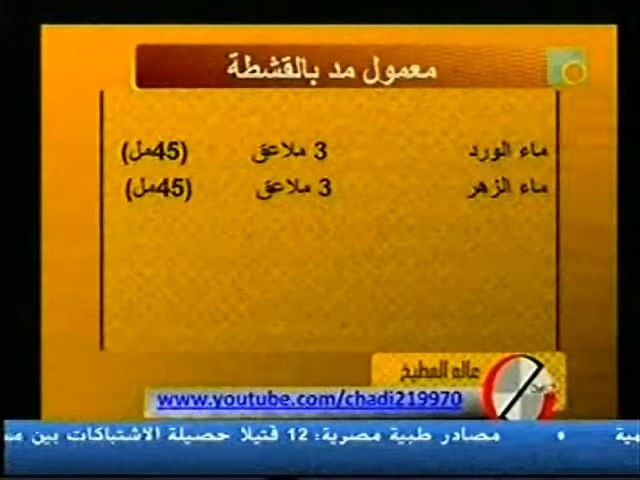 معمول مد بالقشطة
ماء الورد 3 ملاعق (45مل)
ماء الزهر 3 ملاعق (45مل)
عالم المطبخ
www.youtube.com/chadi219970
مصادر طبية مصرية: 12 قتيلا حصيلة الاشتباكات بين